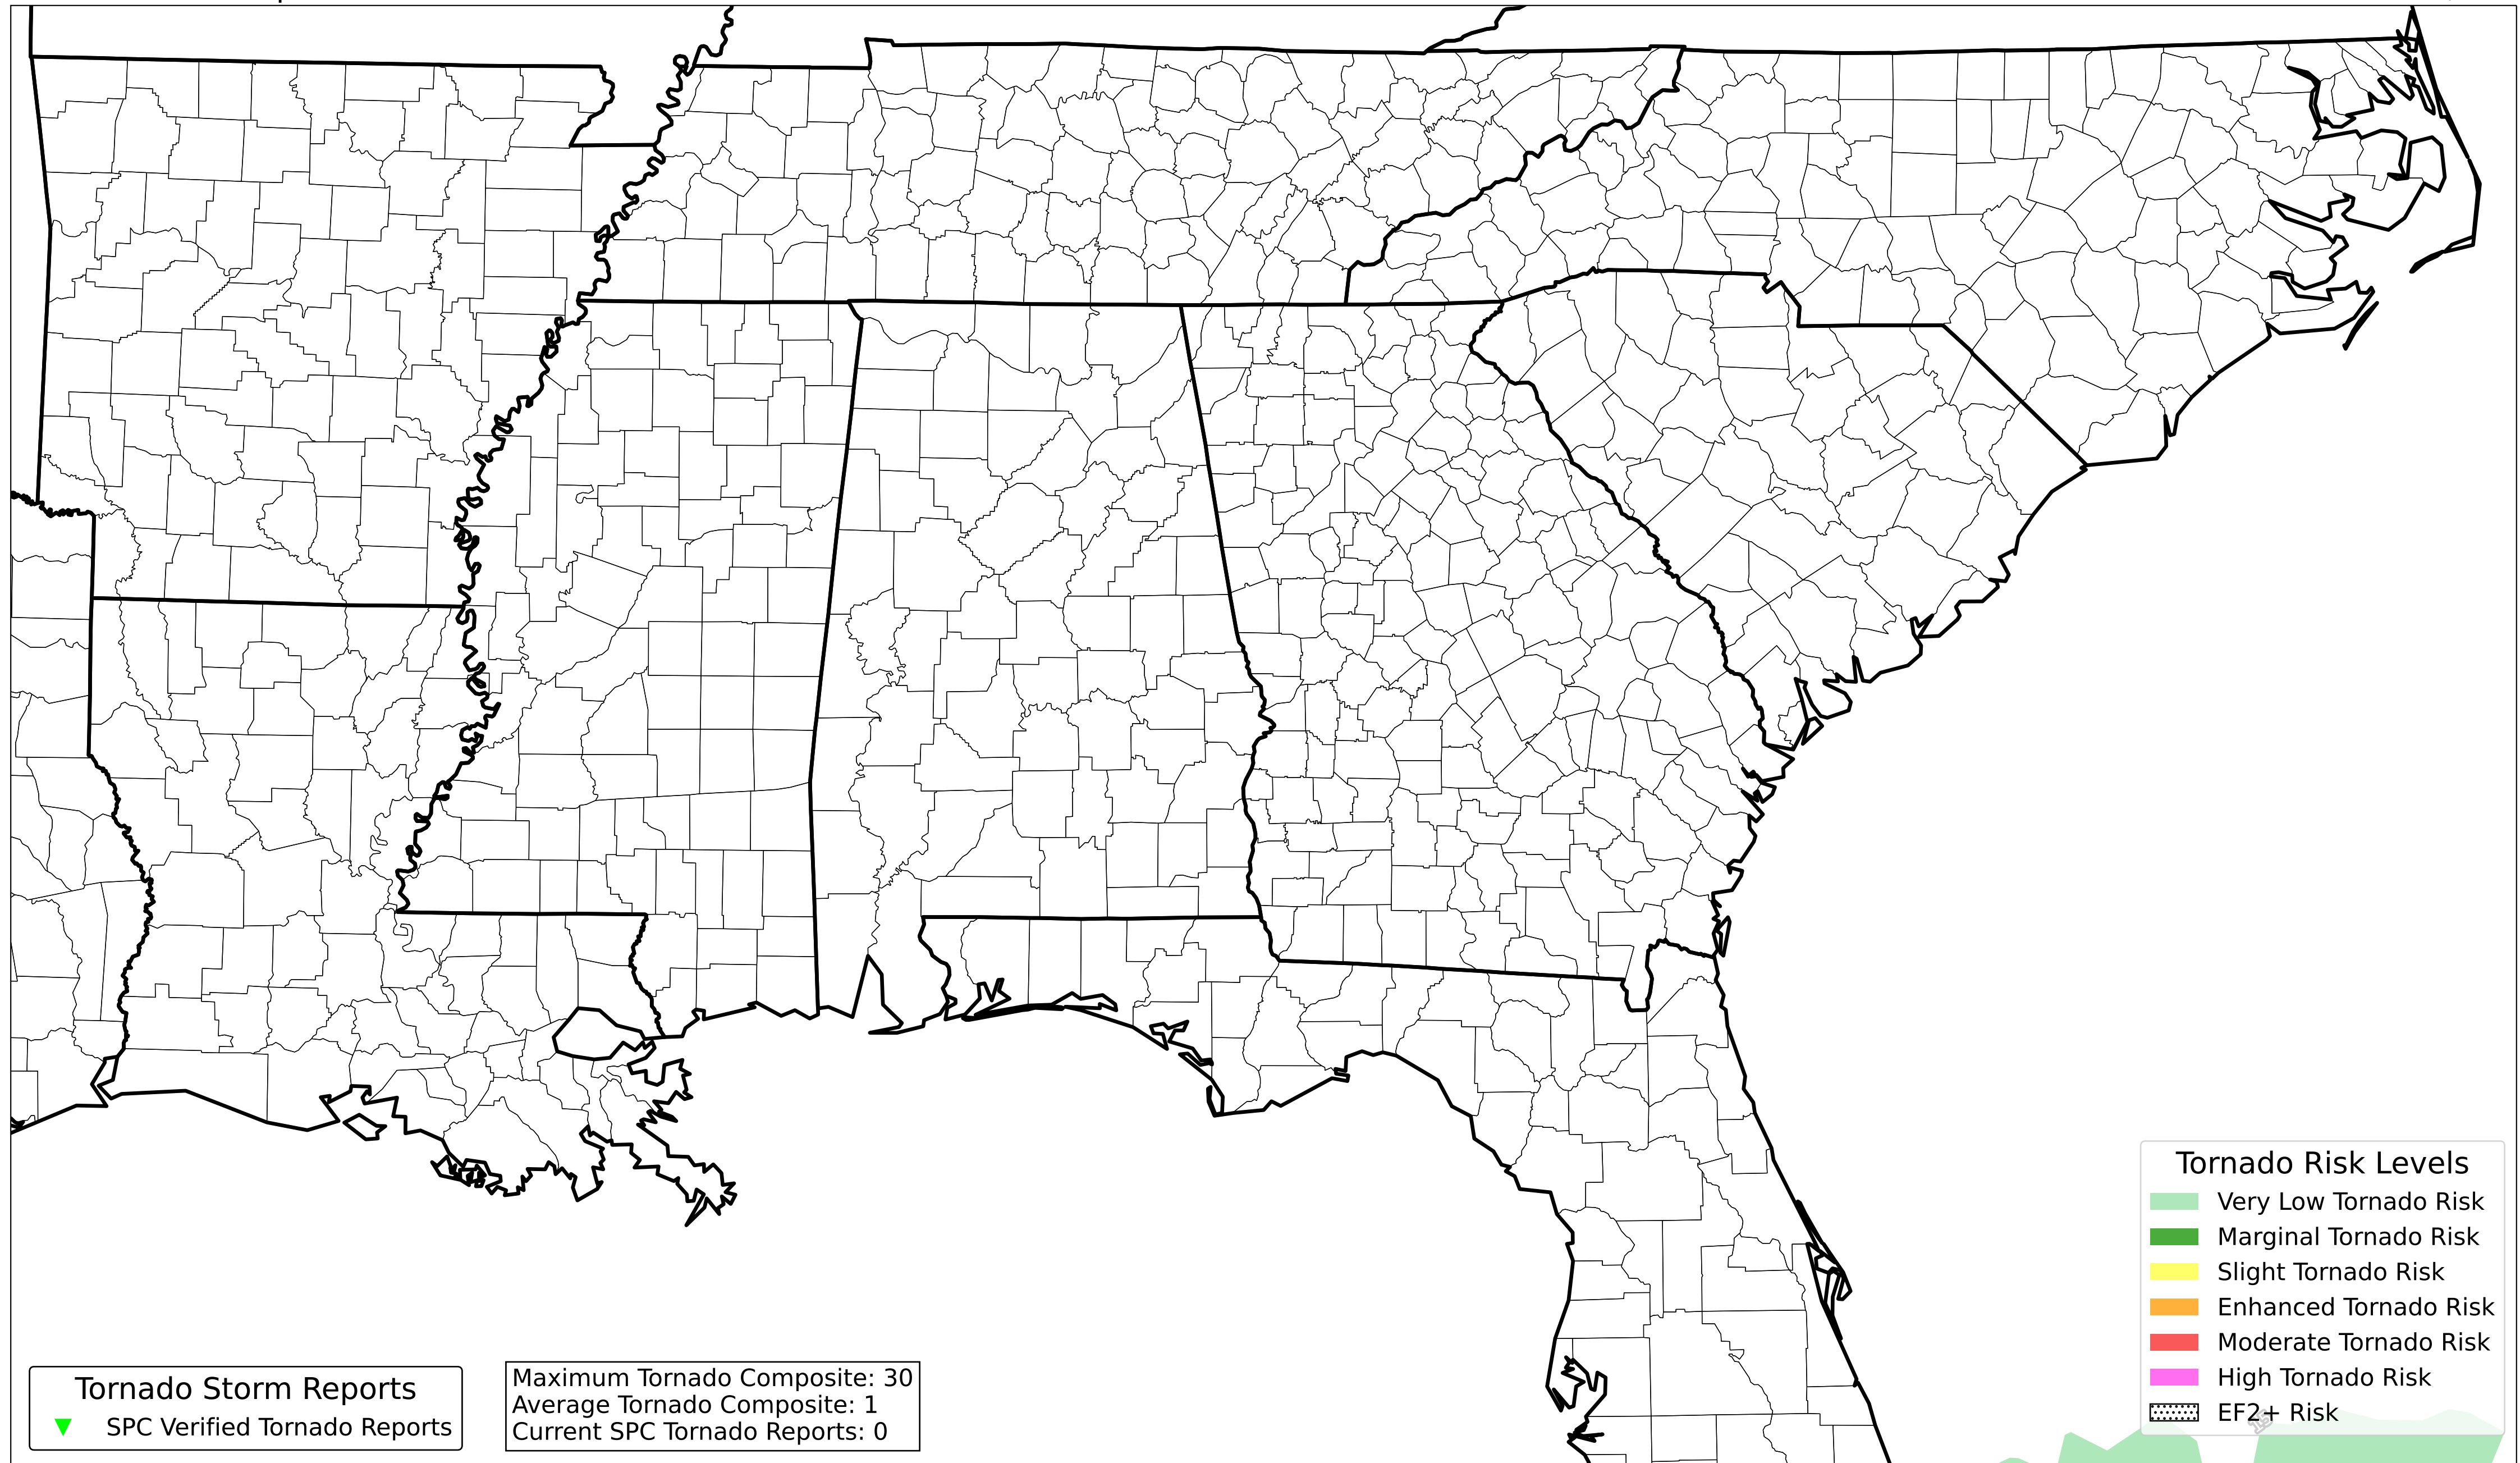 Tornado Risk Levels
Very Low Tornado Risk
Marginal Tornado Risk
Slight Tornado Risk
Enhanced Tornado Risk
Moderate Tornado Risk
High Tornado Risk
EF2+ Risk
Tornado Storm Reports
SPC Verified Tornado Reports
Maximum Tornado Composite: 30
Average Tornado Composite: 1
Current SPC Tornado Reports: 0